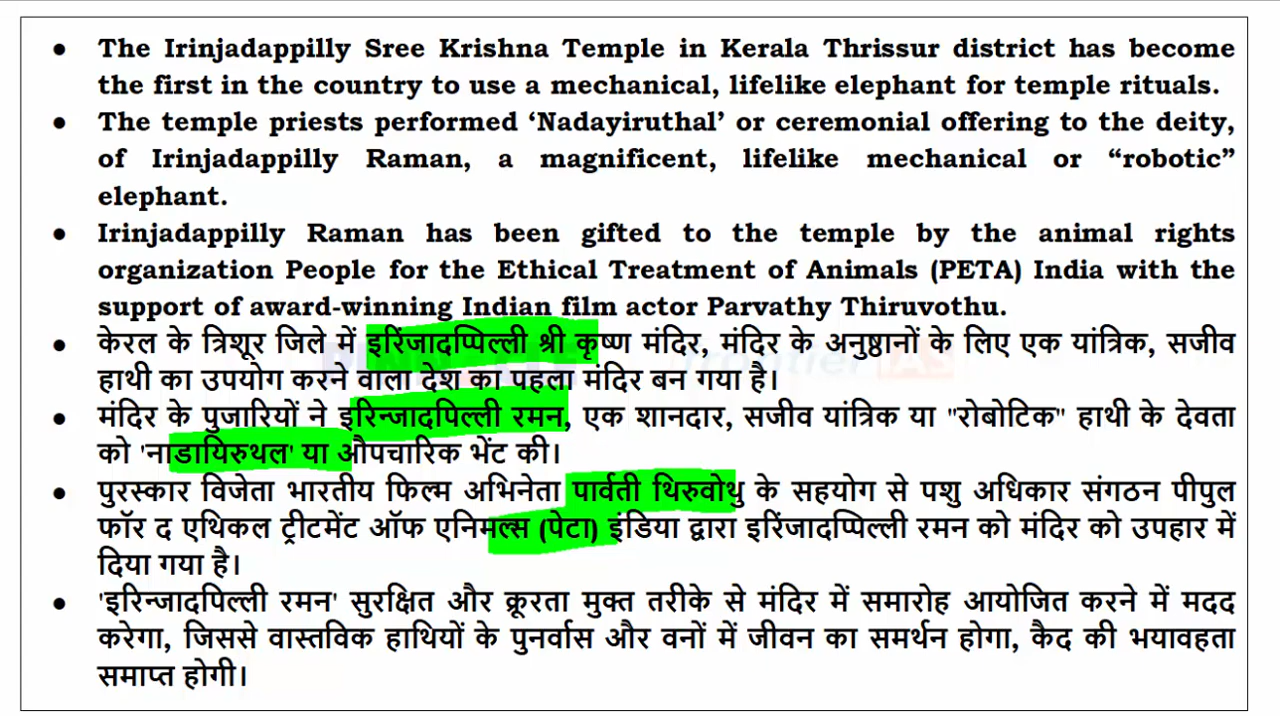 ● The Irinjadappilly Sree Krishna Temple in Kerala Thrissur district has become
the first in the country to use a mechanical, lifelike elephant for temple rituals.
● The temple priests performed ‘Nadayiruthal’ or ceremonial offering to the deity,
of Irinjadappilly Raman, a magnificent, lifelike mechanical or “robotic”
elephant.
● Irinjadappilly Raman has been gifted to the temple by the animal rights
organization People for the Ethical Treatment of Animals (PETA) India with the
support of award-winning Indian film actor Parvathy Thiruvothu.
● केरल के त्रिशूर जिले में इरिंजादप्पिल्ली श्री कृष्ण मंदिर, मंदिर के अनुष्ठानों के लिए एक यांत्रिक, सजीव
हाथी का उपयोग करने वाला देश का पहला मंदिर बन गया है।
● मंदिर के पुजारियों ने इरिन्जादपिल्ली रमन, एक शानदार, सजीव यांत्रिक या "रोबोटिक" हाथी के देवता
को 'नाडायिरुथल' या औपचारिक भेंट की।
● पुरस्कार विजेता भारतीय फिल्म अभिनेता पार्वती थिरुवोथु के सहयोग से पशु अधिकार संगठन पीपुल
फॉर द एथिकल ट्रीटमेंट ऑफ एनिमल्स (पेटा) इंडिया द्वारा इरिंजादप्पिल्ली रमन को मंदिर को उपहार में
दिया गया है।
● 'इरिन्जादपिल्ली रमन' सुरक्षित और क्रूरता मुक्त तरीके से मंदिर में समारोह आयोजित करने में मदद
करेगा, जिससे वास्तविक हाथियों के पुनर्वास और वनों में जीवन का समर्थन होगा, कैद की भयावहता
समाप्त होगी।